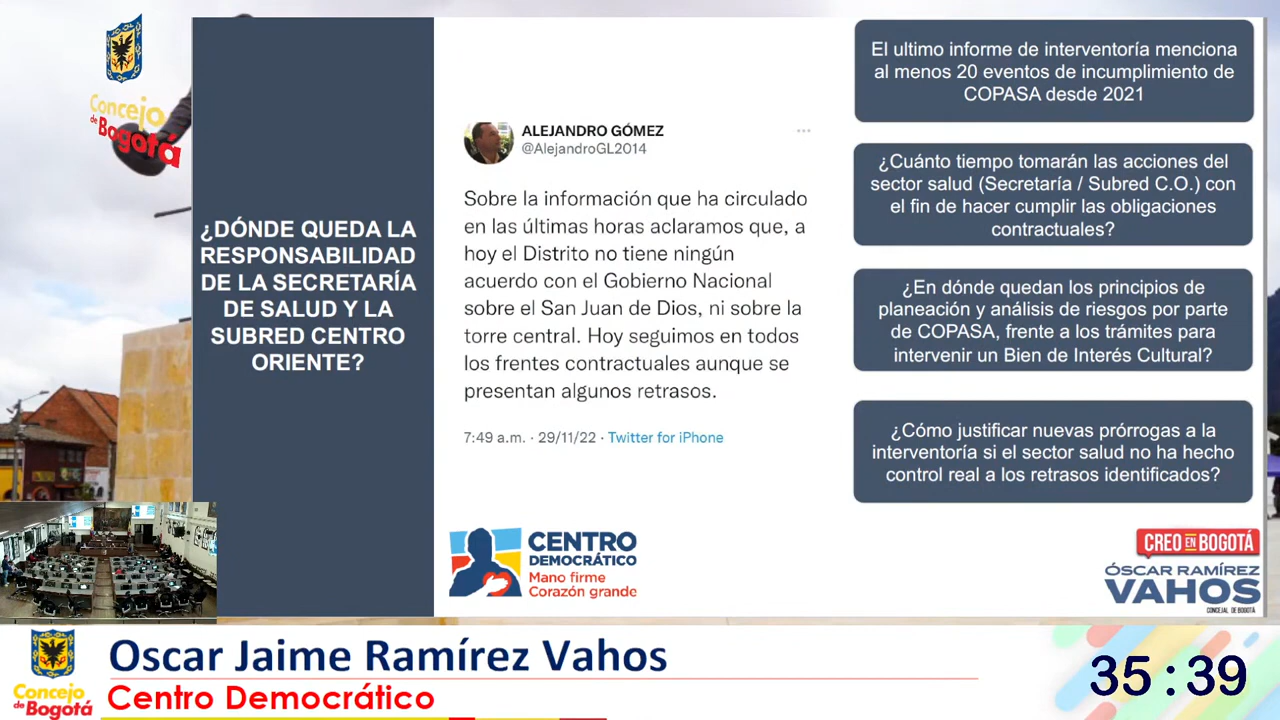 Concejo
de Bogotá
¿DÓNDE QUEDA LA
RESPONSABILIDAD
DE LA SECRETARÍA
DE SALUD Y LA
SUBRED CENTRO
ORIENTE?
ALEJANDRO GÓMEZ
@AlejandroGL2014
Sobre la información que ha circulado
en las últimas horas aclaramos que, a
hoy el Distrito no tiene ningún
acuerdo con el Gobierno Nacional
sobre el San Juan de Dios, ni sobre la
torre central. Hoy seguimos en todos
los frentes contractuales aunque se
presentan algunos retrasos.
7:49 a.m. · 29/11/22 · Twitter for iPhone
CENTRO
DEMOCRÁTICO
Mano firme
Corazón grande
El ultimo informe de interventoría menciona
al menos 20 eventos de incumplimiento de
COPASA desde 2021
¿Cuánto tiempo tomarán las acciones del
sector salud (Secretaría / Subred C.O.) con
el fin de hacer cumplir las obligaciones
contractuales?
¿En dónde quedan los principios de
planeación y análisis de riesgos por parte
de COPASA, frente a los trámites para
intervenir un Bien de Interés Cultural?
¿Cómo justificar nuevas prórrogas a la
interventoría si el sector salud no ha hecho
control real a los retrasos identificados?
CREO EN BOGOTÁ
ÓSCAR RAMÍREZ
VAHOS
CONCEJAL DE BOGOTÁ
Concejo
de Bogotá
Oscar Jaime Ramírez Vahos
Centro Democrático
35:39